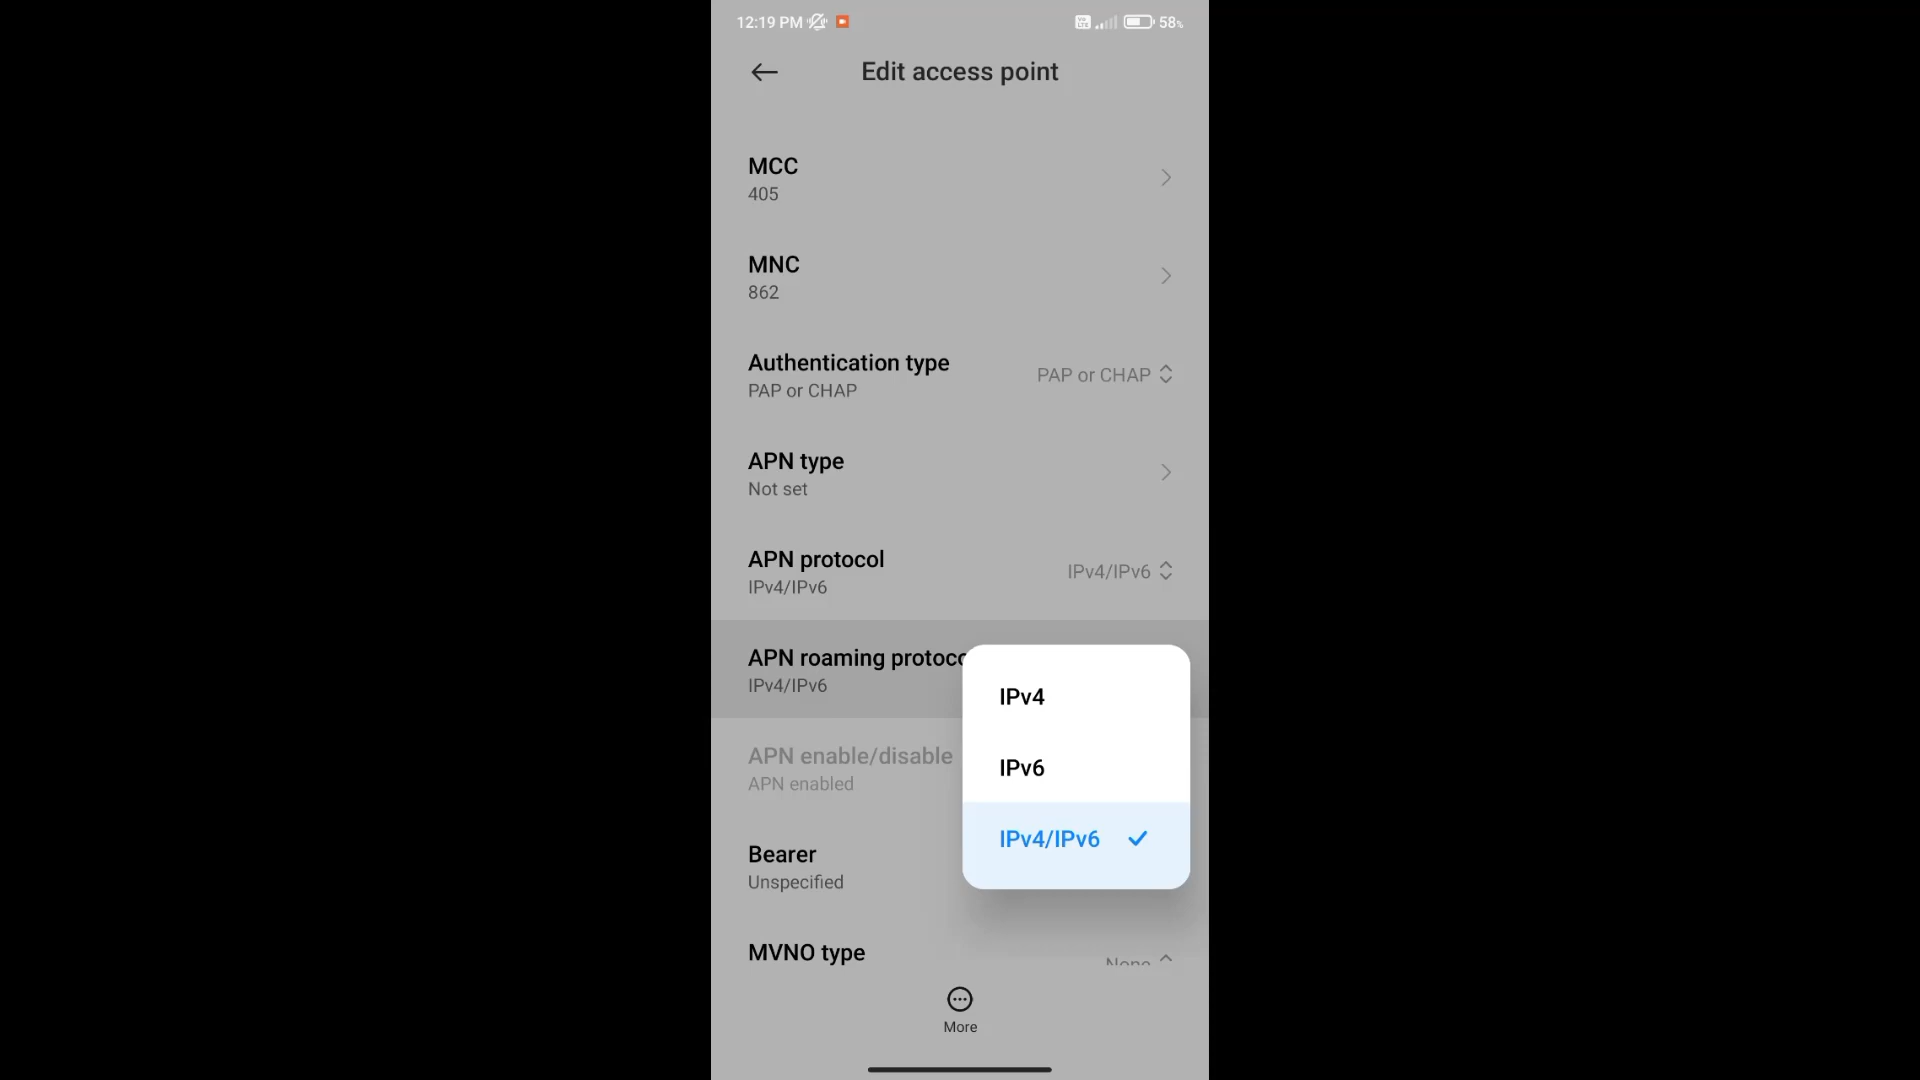 12:19 PM 58%
Edit access point
MCC
405
MNC
862
Authentication type
PAP or CHAP
PAP or CHAP
APN type
Not set
APN protocol
IPv4/IPv6
IPv4/IPv6
APN roaming protoco
IPv4/IPv6
IPv4
IPv6
IPv4/IPv6
APN enable/disable
APN enabled
Bearer
Unspecified
MVNO type
None
More